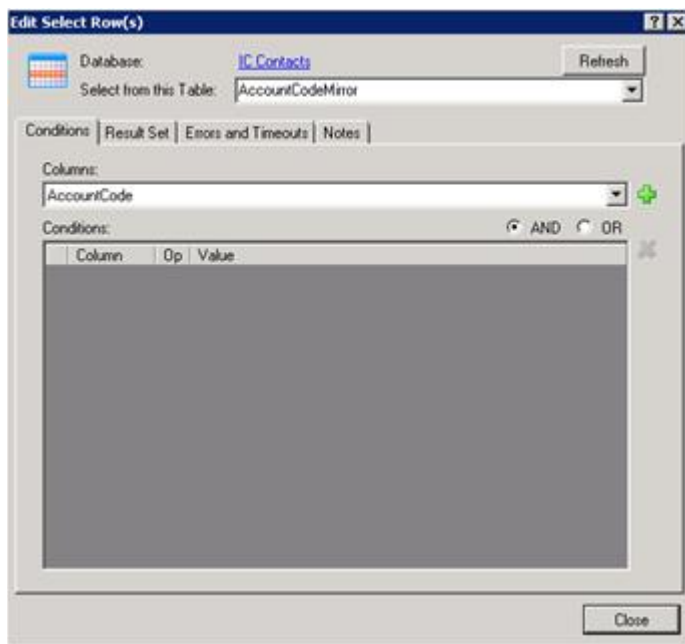 Edit Select Row(s)
Database: IC Contacts Refresh
Select from this Table: AccountCodeMirror
Conditions Result Set Errors and Timeouts Notes
Columns:
AccountCode
Conditions: AND OR
Column Op Value
Close